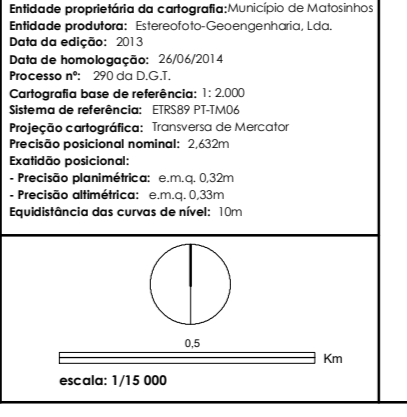 Entidade proprietária da cartografia:Município de Matosinhos
Entidade produtora: Estereofoto-Geoengenharia, Lda.
Data da edição: 2013
Data de homologação: 26/06/2014
Processo nº: 290 da D.G.T.
Cartografia base de referência: 1: 2.000
Sistema de referência: ETRS89 PT-TM06
Projeção cartográfica: Transversa de Mercator
Precisão posicional nominal: 2,632m
Exatidão posicional:
- Precisão planimétrica: e.m.q. 0,32m
- Precisão altimétrica: e.m.q. 0,33m
Equidistância das curvas de nível: 10m
0,5
Km
escala: 1/15 000